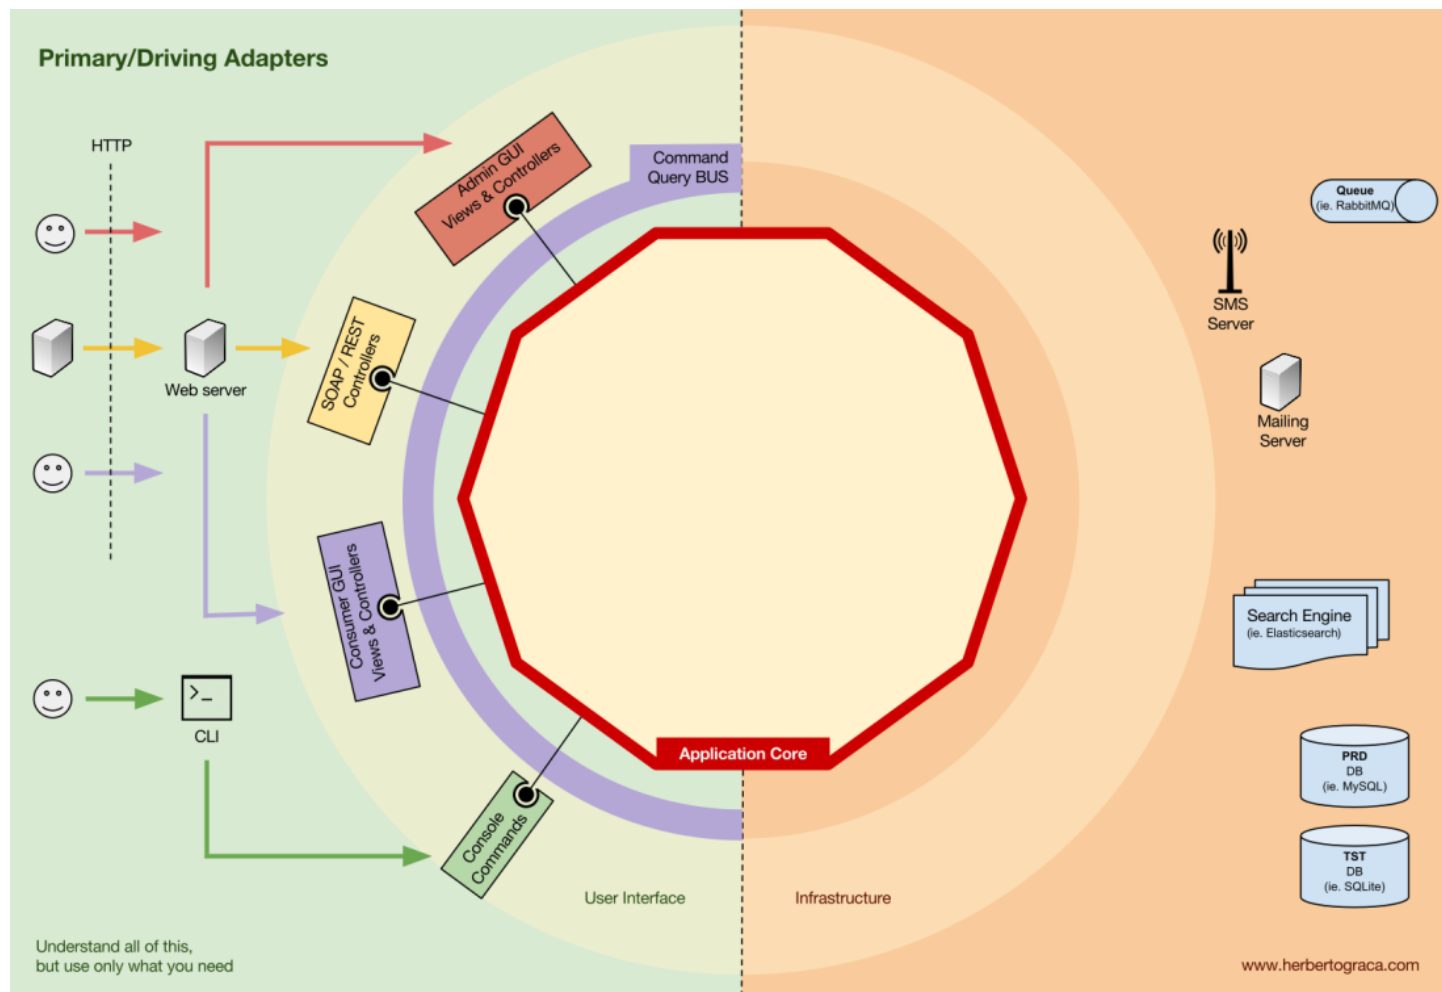 Primary/Driving Adapters
HTTP
Web server
CLI
Admin GUI
Views & Controllers
SOAP / REST
Controllers
Consumer GUI
Views & Controllers
Console
Commands
Command
Query BUS
Application Core
User Interface
Infrastructure
Queue
(ie. RabbitMQ)
SMS
Server
Mailing
Server
Search Engine
(ie. Elasticsearch)
PRD
DB
(ie. MySQL)
TST
DB
(ie. SQLite)
Understand all of this,
but use only what you need
www.herbertograca.com